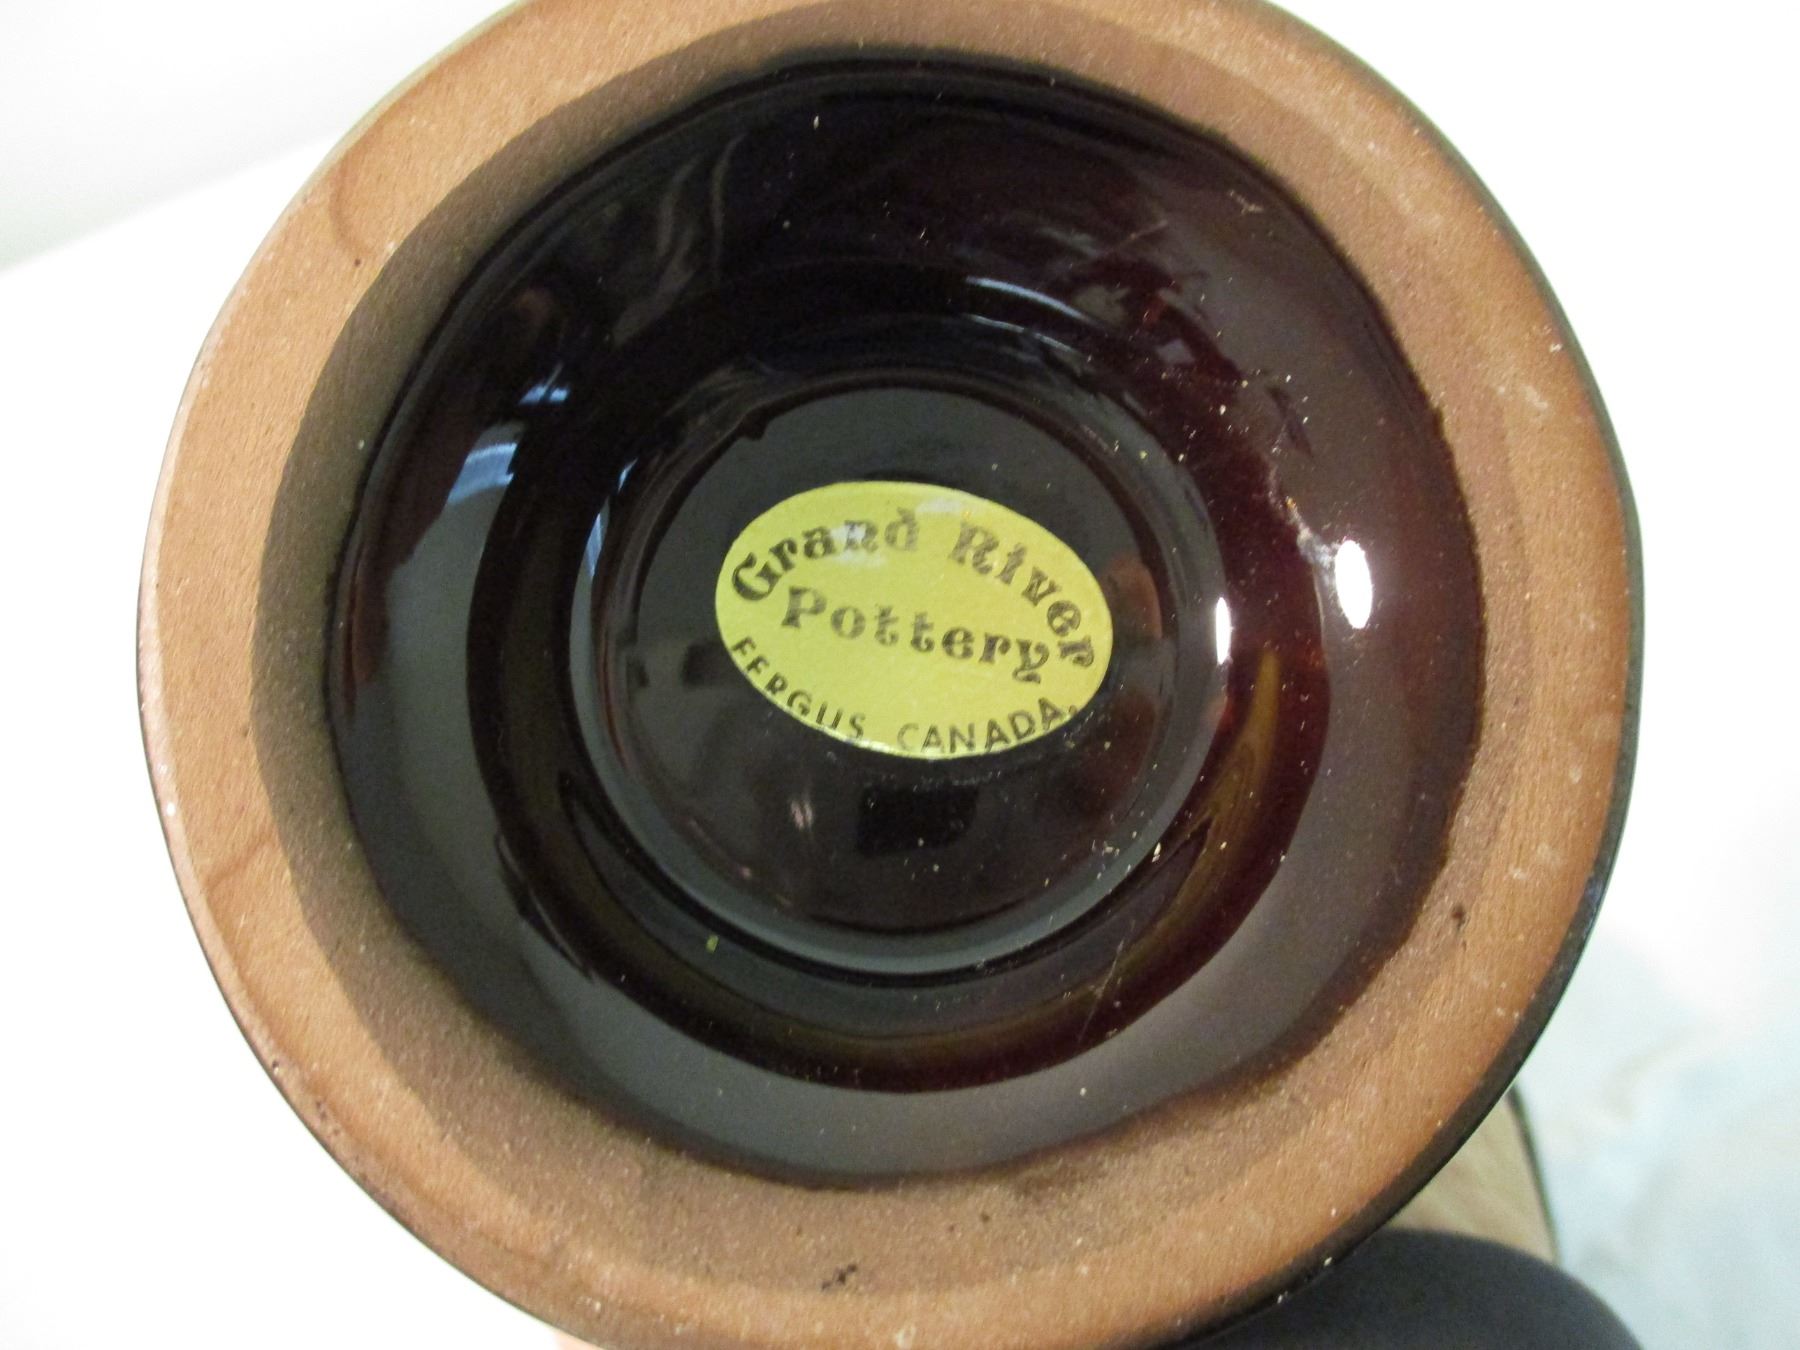 Grand River
Pottery
FERGUS CANADA.